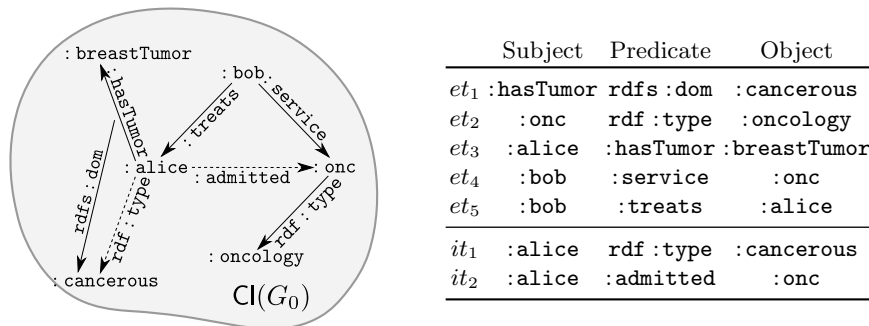 :breastTumor
:hasTumor
:bob
:treats
:service
:alice
:admitted
:onc
rdfs:dom
rdf:type
rdf:type
:oncology
:cancerous
Cl(G0)
Subject Predicate Object
et1 :hasTumor rdfs:dom :cancerous
et2 :onc rdf:type :oncology
et3 :alice :hasTumor :breastTumor
et4 :bob :service :onc
et5 :bob :treats :alice
it1 :alice rdf:type :cancerous
it2 :alice :admitted :onc